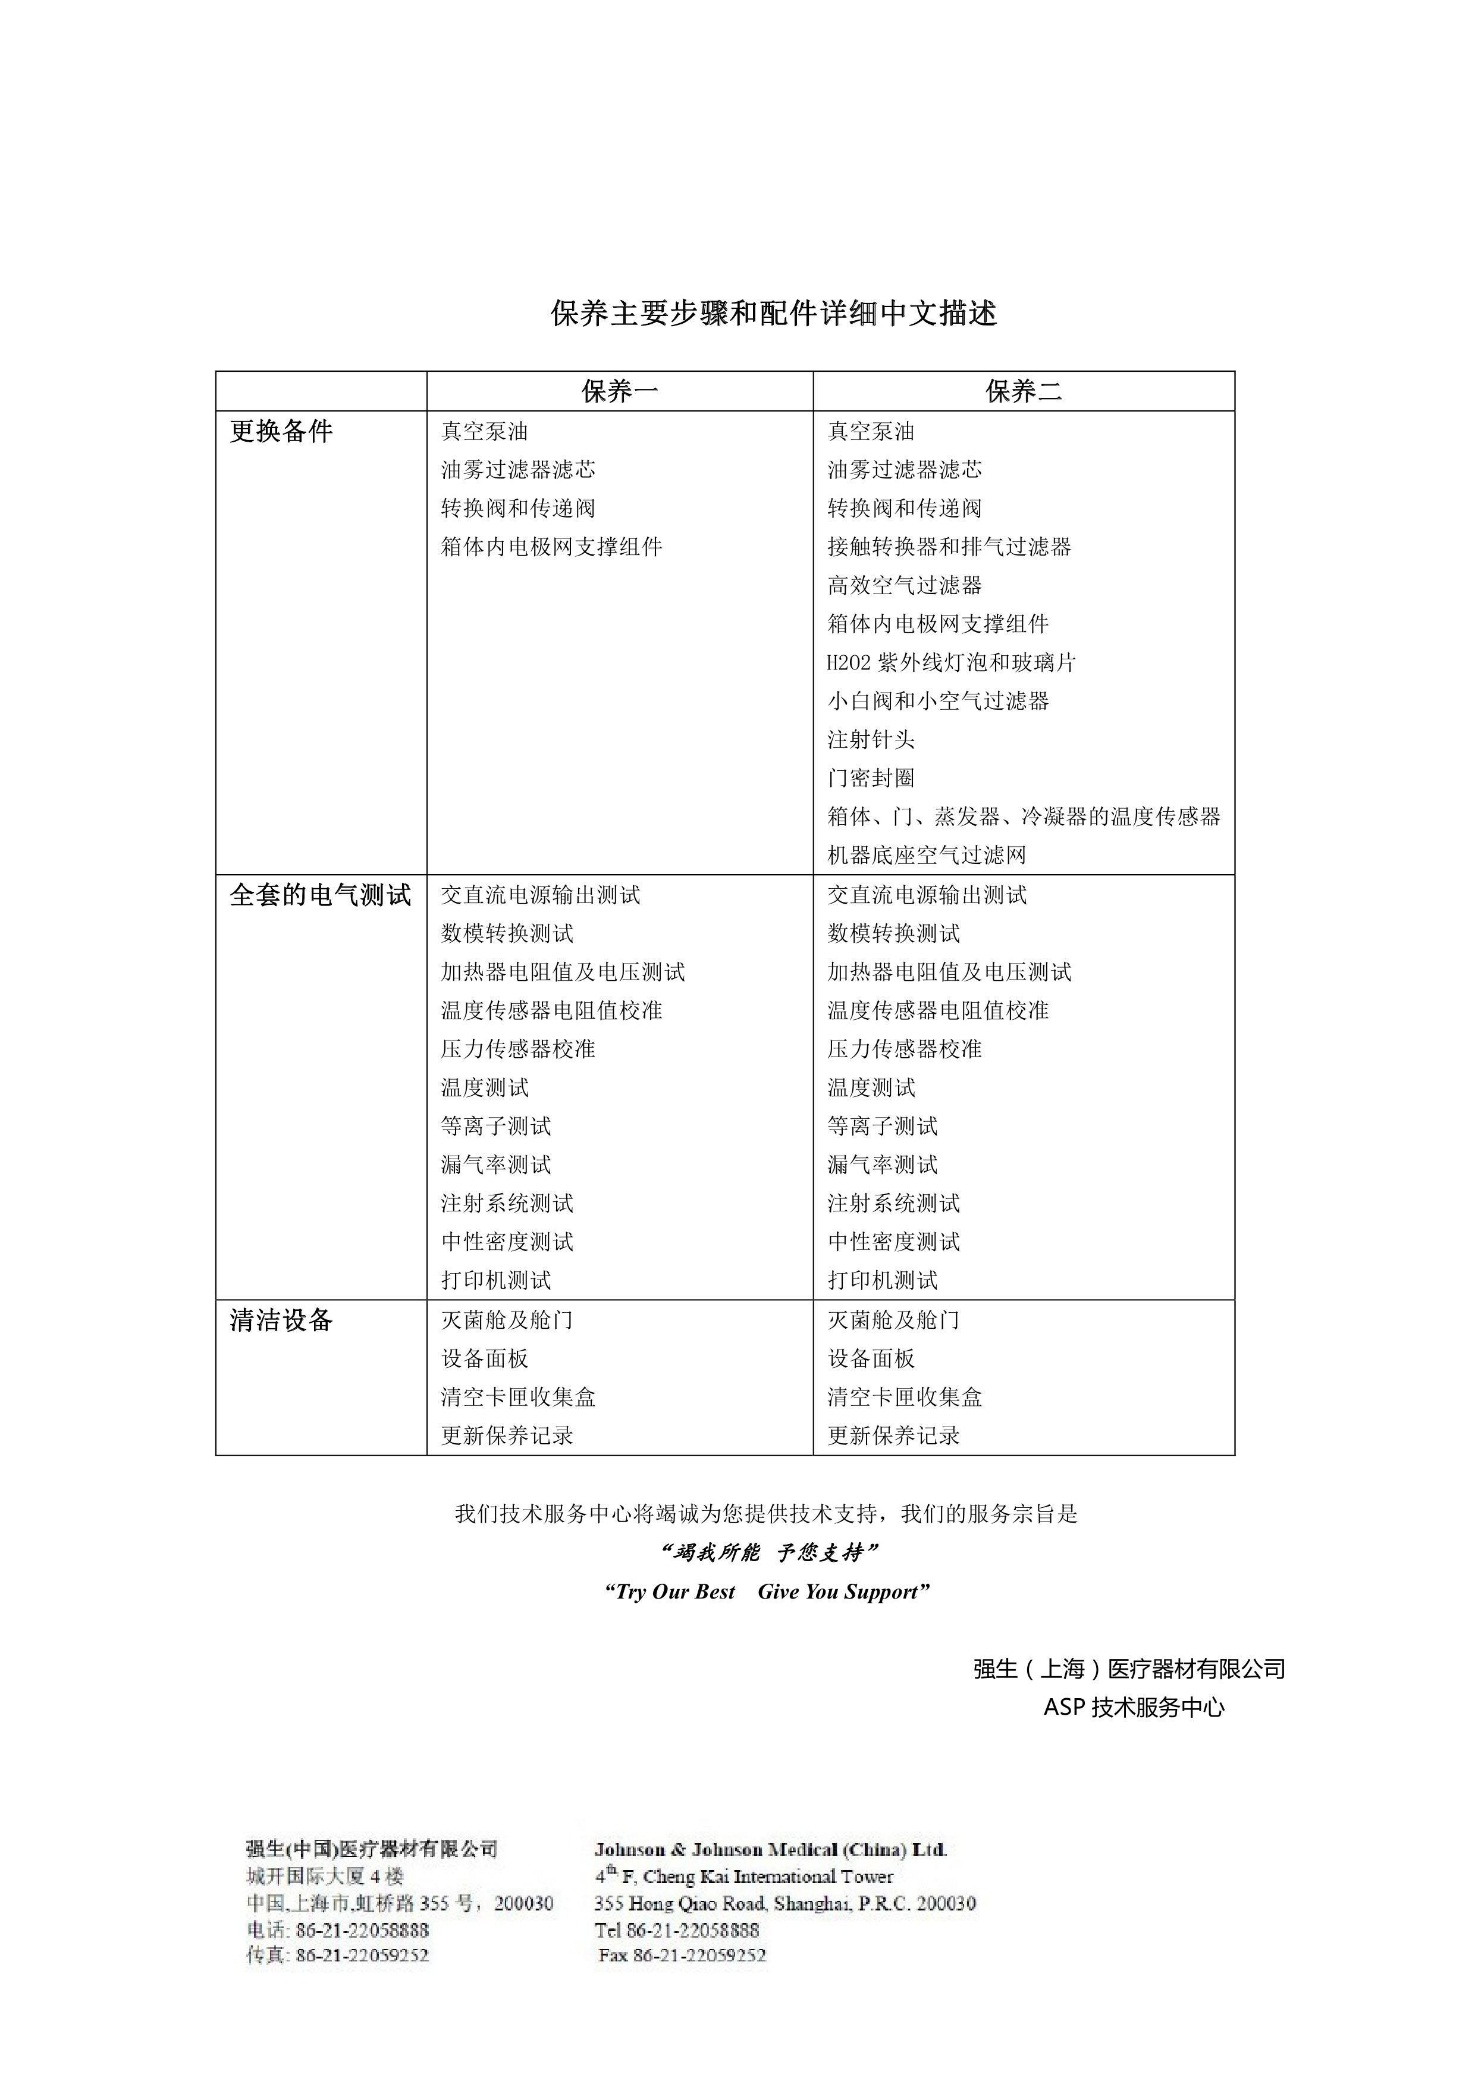 保养主要步骤和配件详细中文描述
保养一 保养二
更换备件
真空泵油
油雾过滤器滤芯
转换阀和传递阀
箱体内电极网支撑组件
真空泵油
油雾过滤器滤芯
转换阀和传递阀
接触转换器和排气过滤器
高效空气过滤器
箱体内电极网支撑组件
H2O2 紫外线灯泡和玻璃片
小白阀和小空气过滤器
注射针头
门密封圈
箱体、门、蒸发器、冷凝器的温度传感器
机器底座空气过滤网
全套的电气测试
交直流电源输出测试
数模转换测试
加热器电阻值及电压测试
温度传感器电阻值校准
压力传感器校准
温度测试
等离子测试
漏气率测试
注射系统测试
中性密度测试
打印机测试
交直流电源输出测试
数模转换测试
加热器电阻值及电压测试
温度传感器电阻值校准
压力传感器校准
温度测试
等离子测试
漏气率测试
注射系统测试
中性密度测试
打印机测试
清洁设备
灭菌舱及舱门
设备面板
清空卡匣收集盒
更新保养记录
灭菌舱及舱门
设备面板
清空卡匣收集盒
更新保养记录
我们技术服务中心将竭诚为您提供技术支持，我们的服务宗旨是
“竭我所能 予您支持”
“Try Our Best Give You Support”
强生（上海）医疗器材有限公司
ASP 技术服务中心
强生(中国)医疗器材有限公司
城开国际大厦 4 楼
中国,上海市,虹桥路 355 号，200030
电话: 86-21-22058888
传真: 86-21-22059252
Johnson & Johnson Medical (China) Ltd.
4th F, Cheng Kai International Tower
355 Hong Qiao Road, Shanghai, P.R.C. 200030
Tel 86-21-22058888
Fax 86-21-22059252